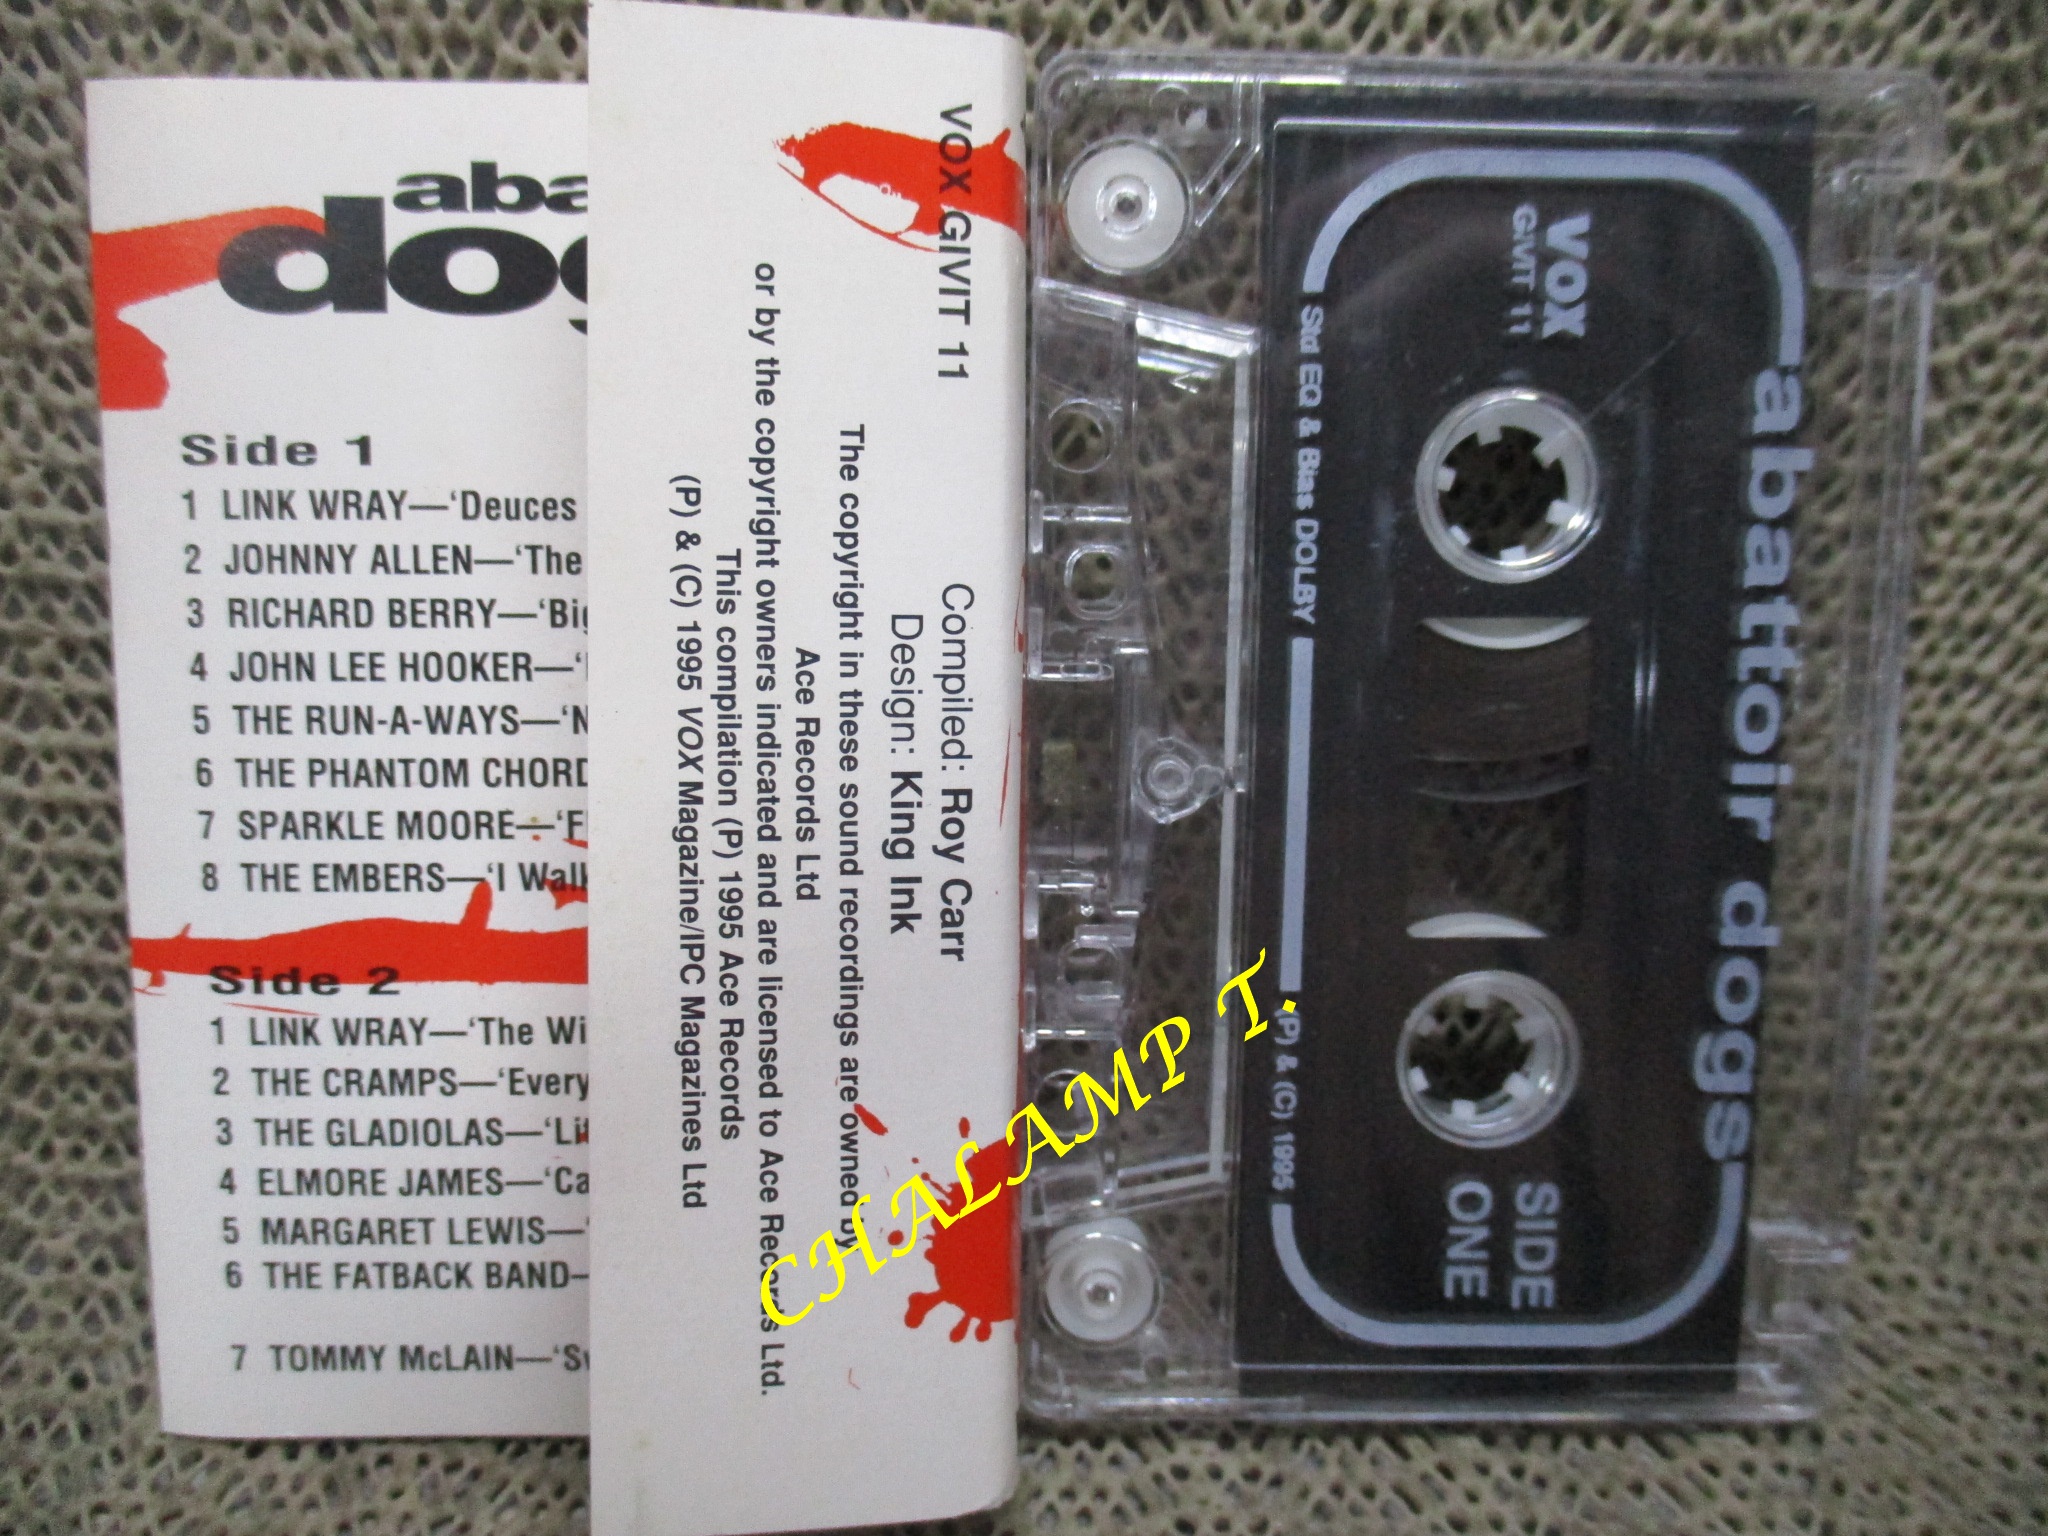 aba
dog
Side 1
1 LINK WRAY—‘Deuces
2 JOHNNY ALLEN—‘The
3 RICHARD BERRY—‘Big
4 JOHN LEE HOOKER—‘
5 THE RUN-A-WAYS—‘N
6 THE PHANTOM CHORD
7 SPARKLE MOORE—‘F
8 THE EMBERS—‘I Walk
Side 2
1 LINK WRAY—‘The Wi
2 THE CRAMPS—‘Every
3 THE GLADIOLAS—‘Lit
4 ELMORE JAMES—‘Ca
5 MARGARET LEWIS—‘
6 THE FATBACK BAND—
7 TOMMY McLAIN—‘Sw
VOX GIVIT 11
Compiled: Roy Carr
Design: King Ink
The copyright in these sound recordings are owned by
Ace Records Ltd
or by the copyright owners indicated and are licensed to Ace Records Ltd.
This compilation (P) 1995 Ace Records
(P) & (C) 1995 VOX Magazine/IPC Magazines Ltd
abattoir dogs
VOX
GIVIT 11
SIDE
ONE
Std EQ & Bias DOLBY
(P) & (C) 1995
CHALAMP T.